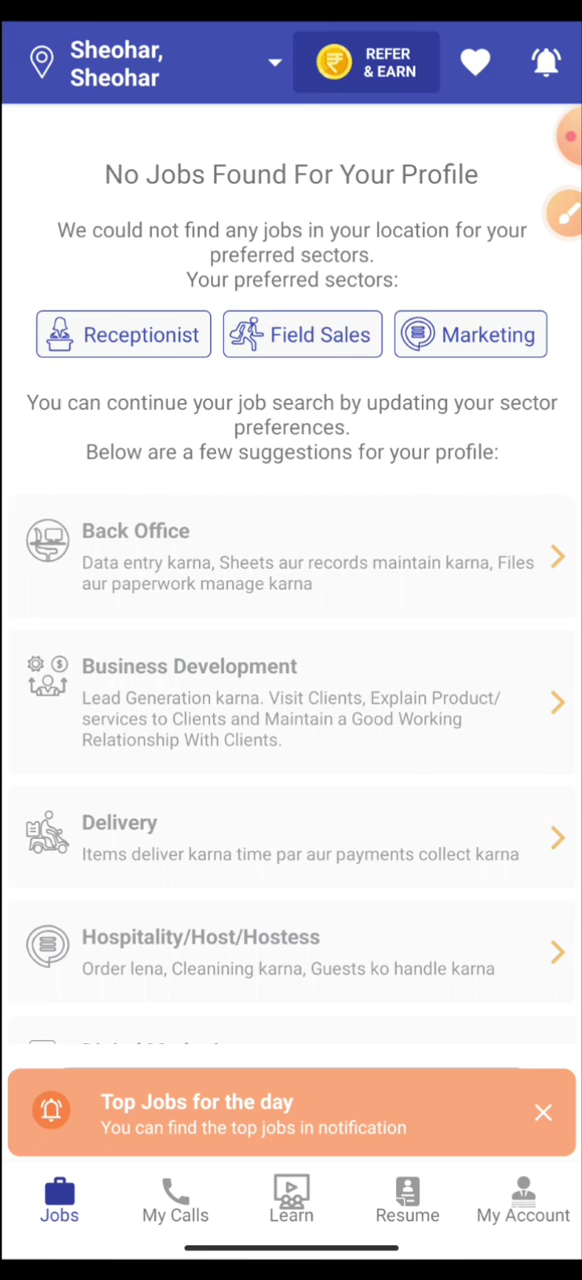 Sheohar,
Sheohar
REFER
& EARN
No Jobs Found For Your Profile
We could not find any jobs in your location for your
preferred sectors.
Your preferred sectors:
Receptionist
Field Sales
Marketing
You can continue your job search by updating your sector
preferences.
Below are a few suggestions for your profile:
Back Office
Data entry karna, Sheets aur records maintain karna, Files
aur paperwork manage karna
Business Development
Lead Generation karna. Visit Clients, Explain Product/
services to Clients and Maintain a Good Working
Relationship With Clients.
Delivery
Items deliver karna time par aur payments collect karna
Hospitality/Host/Hostess
Order lena, Cleanining karna, Guests ko handle karna
Top Jobs for the day
You can find the top jobs in notification
Jobs
My Calls
Learn
Resume
My Account